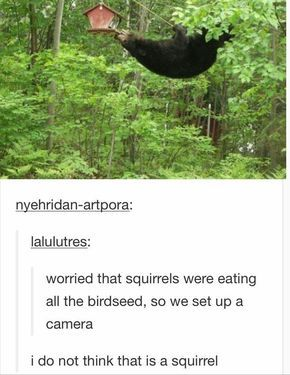 nyehridan-artpora:
lalulutres:
worried that squirrels were eating
all the birdseed, so we set up a
camera
i do not think that is a squirrel